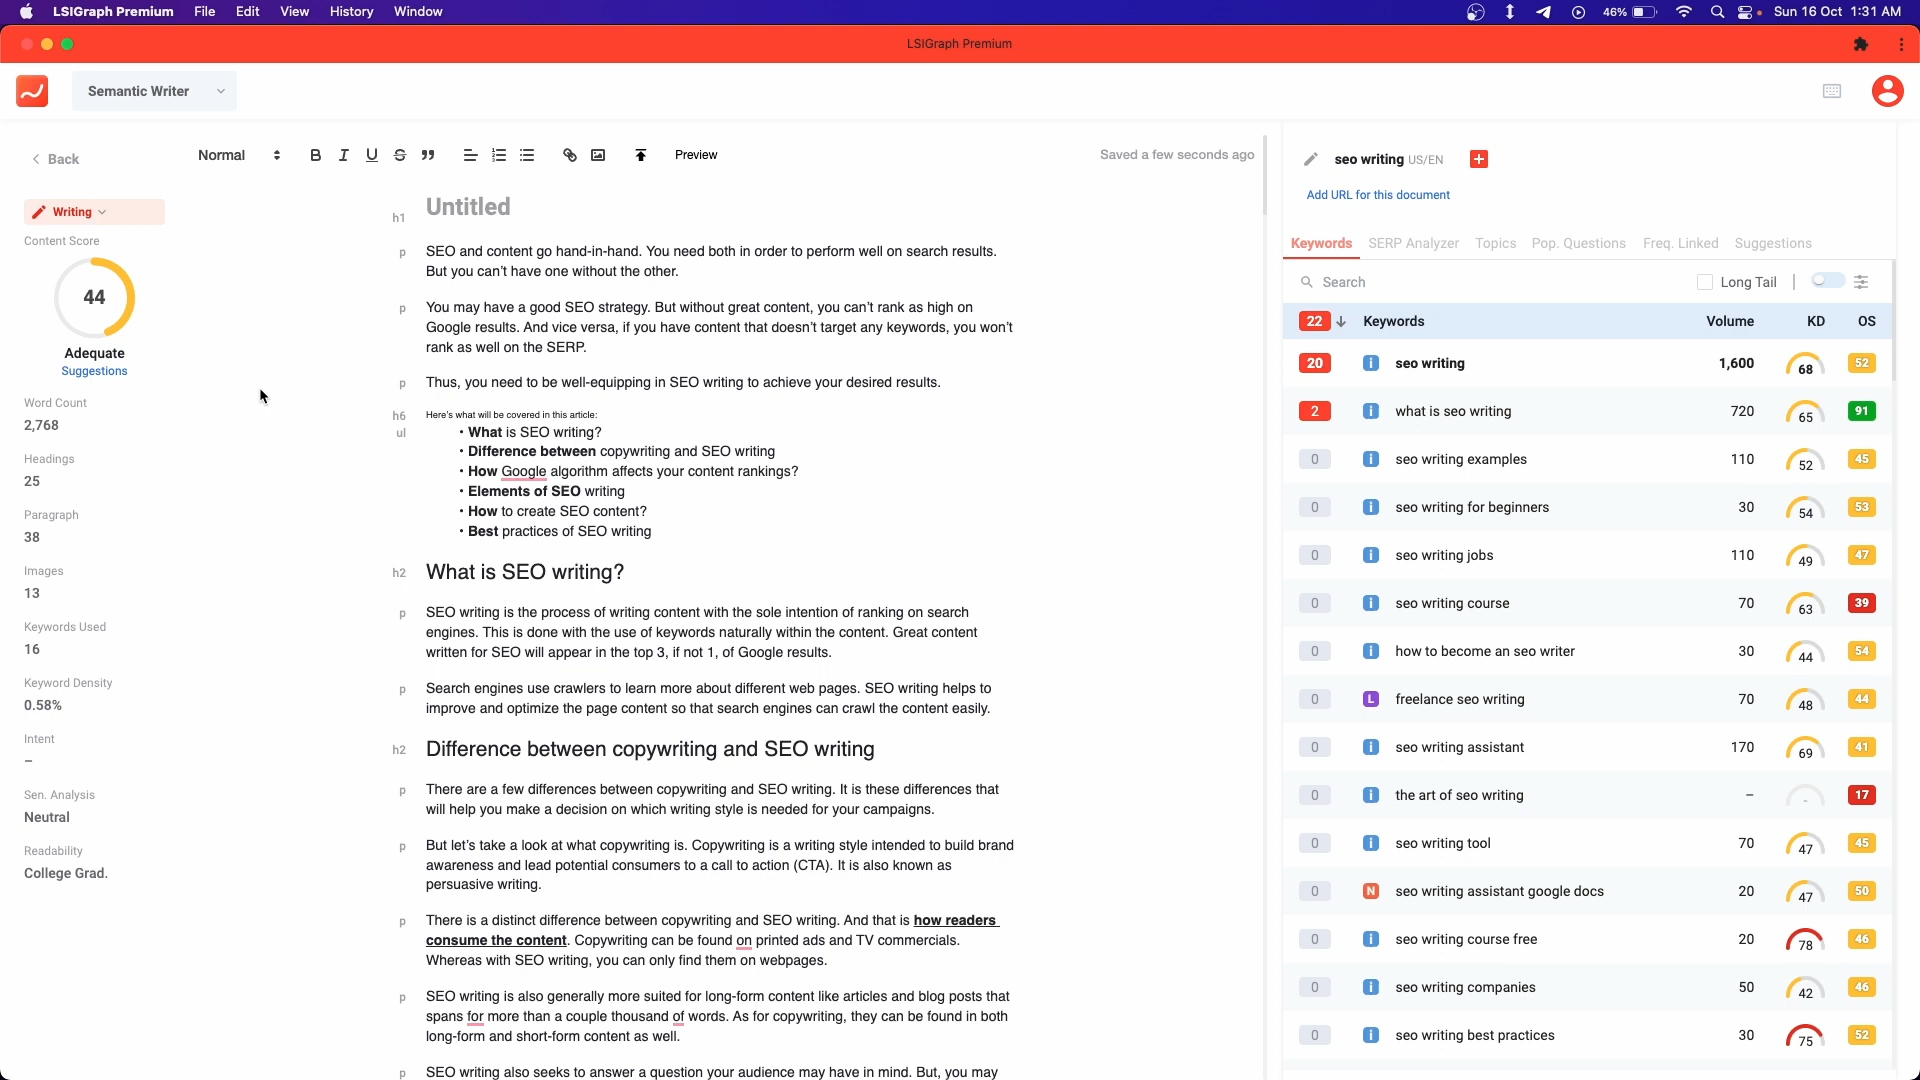 LSIGraph Premium File Edit View History Window
46% Sun 16 Oct 1:31 AM
LSIGraph Premium
Semantic Writer
Back
Normal B I U S Preview
Saved a few seconds ago
Writing
Content Score
44
Adequate
Suggestions
Word Count
2,768
Headings
25
Paragraph
38
Images
13
Keywords Used
16
Keyword Density
0.58%
Intent
–
Sen. Analysis
Neutral
Readability
College Grad.
h1 Untitled
p SEO and content go hand-in-hand. You need both in order to perform well on search results.
But you can't have one without the other.
p You may have a good SEO strategy. But without great content, you can't rank as high on
Google results. And vice versa, if you have content that doesn't target any keywords, you won't
rank as well on the SERP.
p Thus, you need to be well-equipping in SEO writing to achieve your desired results.
h6 Here's what will be covered in this article:
ul • What is SEO writing?
• Difference between copywriting and SEO writing
• How Google algorithm affects your content rankings?
• Elements of SEO writing
• How to create SEO content?
• Best practices of SEO writing
h2 What is SEO writing?
p SEO writing is the process of writing content with the sole intention of ranking on search
engines. This is done with the use of keywords naturally within the content. Great content
written for SEO will appear in the top 3, if not 1, of Google results.
p Search engines use crawlers to learn more about different web pages. SEO writing helps to
improve and optimize the page content so that search engines can crawl the content easily.
h2 Difference between copywriting and SEO writing
p There are a few differences between copywriting and SEO writing. It is these differences that
will help you make a decision on which writing style is needed for your campaigns.
p But let's take a look at what copywriting is. Copywriting is a writing style intended to build brand
awareness and lead potential consumers to a call to action (CTA). It is also known as
persuasive writing.
p There is a distinct difference between copywriting and SEO writing. And that is how readers
consume the content. Copywriting can be found on printed ads and TV commercials.
Whereas with SEO writing, you can only find them on webpages.
p SEO writing is also generally more suited for long-form content like articles and blog posts that
spans for more than a couple thousand of words. As for copywriting, they can be found in both
long-form and short-form content as well.
p SEO writing also seeks to answer a question your audience may have in mind. But, you may
seo writing US/EN +
Add URL for this document
Keywords SERP Analyzer Topics Pop. Questions Freq. Linked Suggestions
Search Long Tail |
22 ↓ Keywords Volume KD OS
20 i seo writing 1,600 68 52
2 i what is seo writing 720 65 91
0 i seo writing examples 110 52 45
0 i seo writing for beginners 30 54 53
0 i seo writing jobs 110 49 47
0 i seo writing course 70 63 39
0 i how to become an seo writer 30 44 54
0 L freelance seo writing 70 48 44
0 i seo writing assistant 170 69 41
0 i the art of seo writing – - 17
0 i seo writing tool 70 47 45
0 N seo writing assistant google docs 20 47 50
0 i seo writing course free 20 78 46
0 i seo writing companies 50 42 46
0 i seo writing best practices 30 75 52